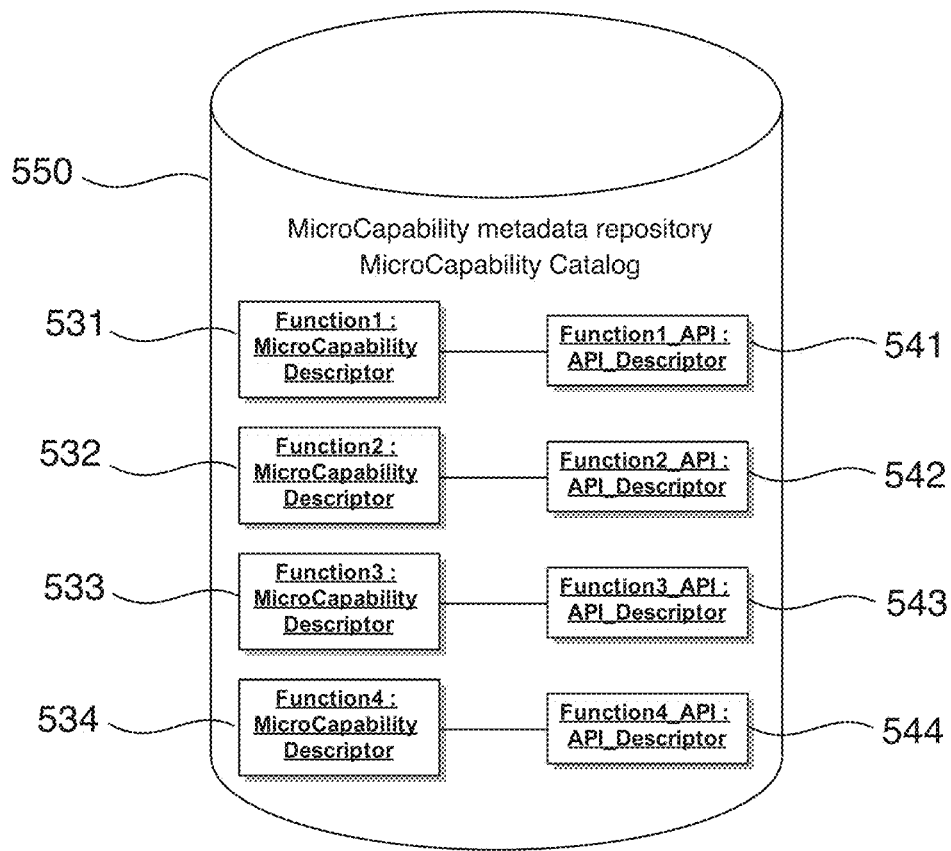 550
MicroCapability metadata repository
MicroCapability Catalog
531
Function1 :
MicroCapability
Descriptor
Function1_API :
API_Descriptor
541
532
Function2 :
MicroCapability
Descriptor
Function2_API :
API_Descriptor
542
533
Function3 :
MicroCapability
Descriptor
Function3_API :
API_Descriptor
543
534
Function4 :
MicroCapability
Descriptor
Function4_API :
API_Descriptor
544